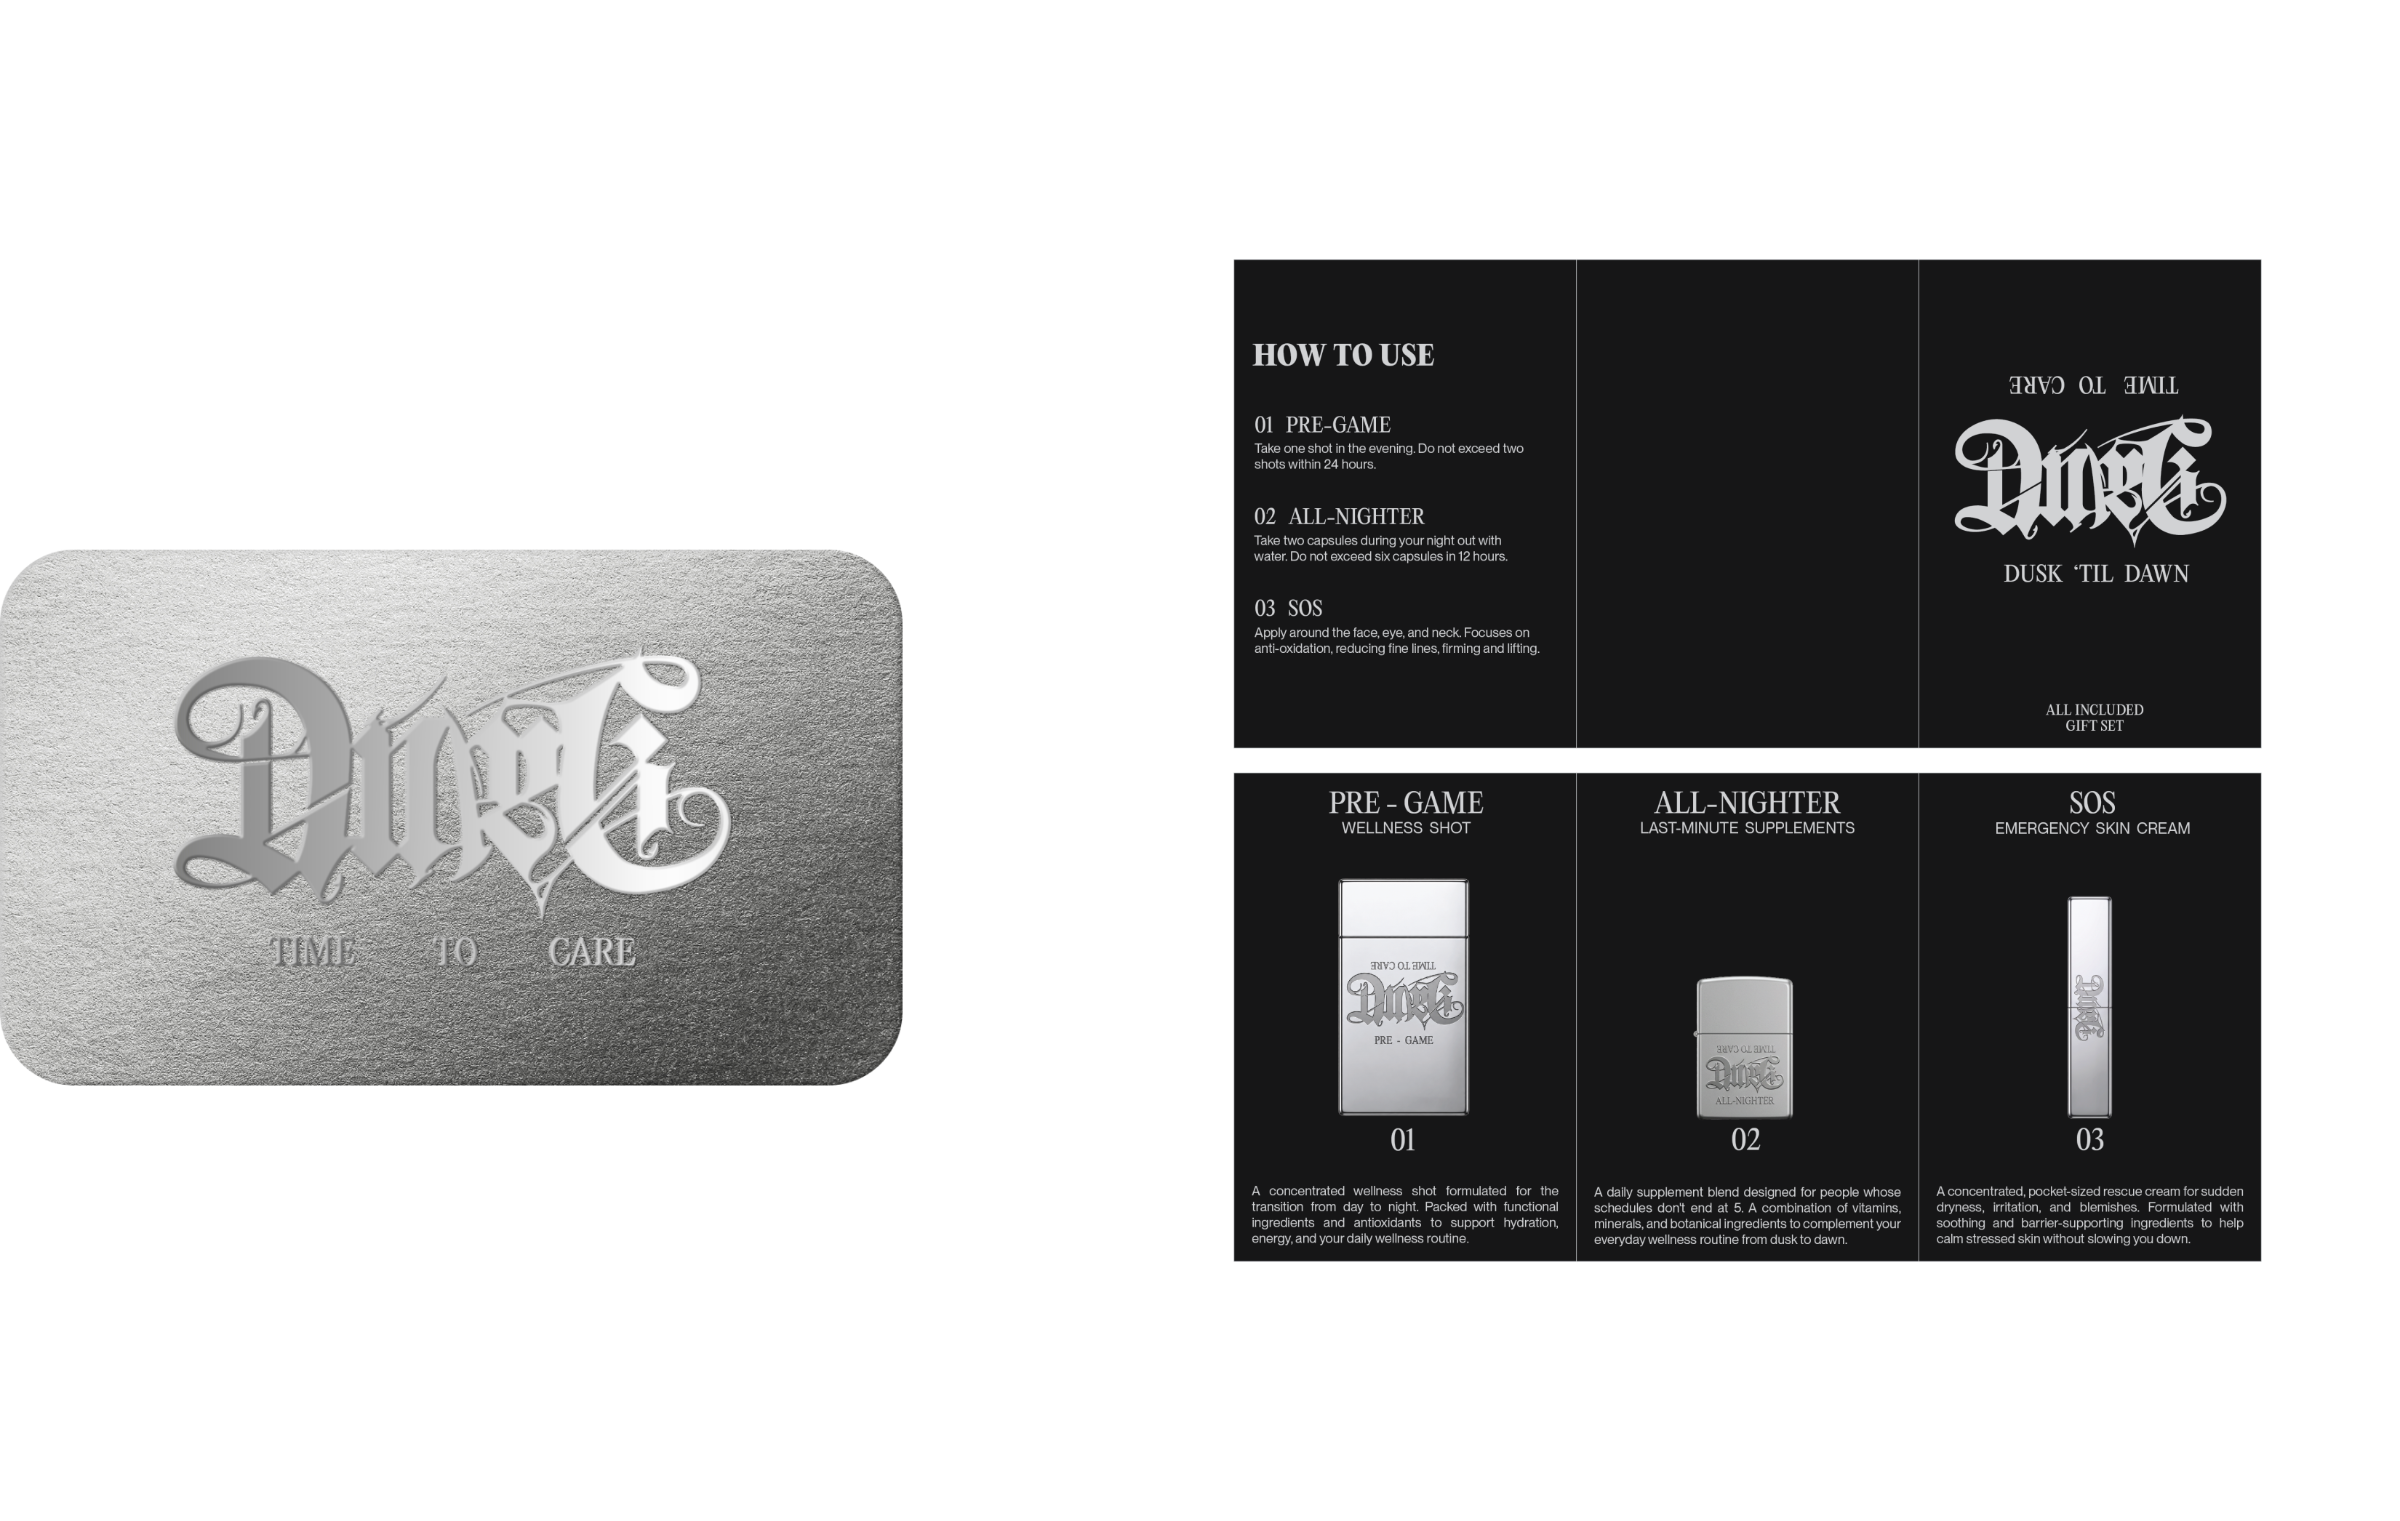 TIME TO CARE
HOW TO USE
01 PRE-GAME
Take one shot in the evening. Do not exceed two
shots within 24 hours.
02 ALL-NIGHTER
Take two capsules during your night out with
water. Do not exceed six capsules in 12 hours.
03 SOS
Apply around the face, eye, and neck. Focuses on
anti-oxidation, reducing fine lines, firming and lifting.
TIME TO CARE
DUSK ‘TIL DAWN
ALL INCLUDED
GIFT SET
PRE - GAME
WELLNESS SHOT
TIME TO CARE
PRE - GAME
01
A concentrated wellness shot formulated for the
transition from day to night. Packed with functional
ingredients and antioxidants to support hydration,
energy, and your daily wellness routine.
ALL-NIGHTER
LAST-MINUTE SUPPLEMENTS
TIME TO CARE
ALL-NIGHTER
02
A daily supplement blend designed for people whose
schedules don't end at 5. A combination of vitamins,
minerals, and botanical ingredients to complement your
everyday wellness routine from dusk to dawn.
SOS
EMERGENCY SKIN CREAM
03
A concentrated, pocket-sized rescue cream for sudden
dryness, irritation, and blemishes. Formulated with
soothing and barrier-supporting ingredients to help
calm stressed skin without slowing you down.